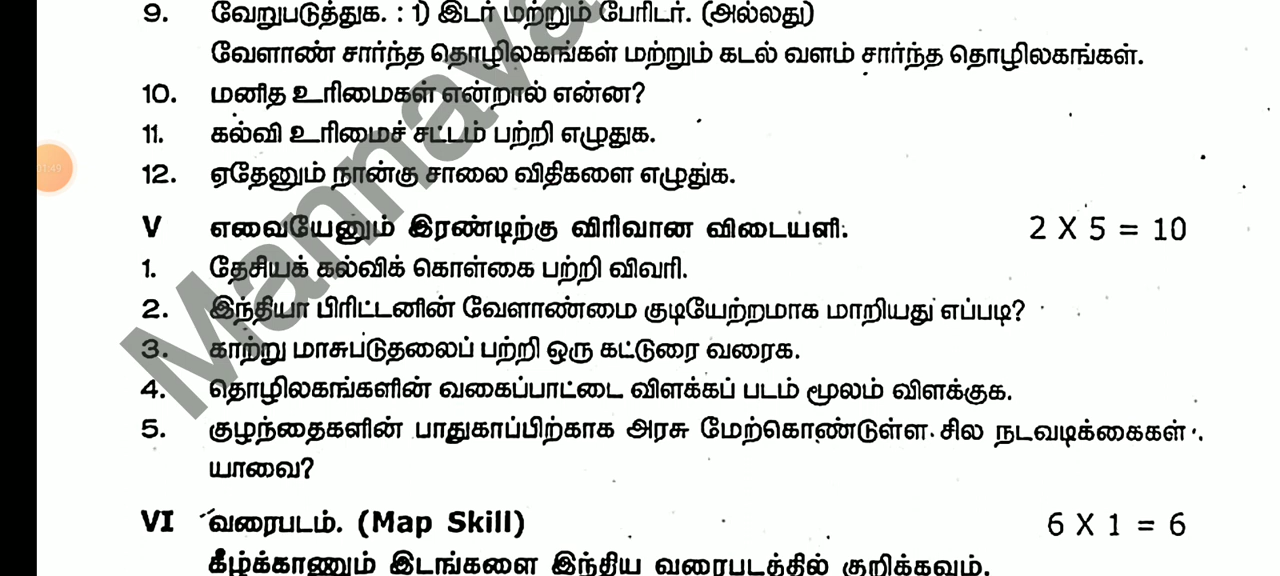 9. வேறுபடுத்துக. : 1) இடர் மற்றும் பேரிடர். (அல்லது)
வேளாண் சார்ந்த தொழிலகங்கள் மற்றும் கடல் வளம் சார்ந்த தொழிலகங்கள்.
10. மனித உரிமைகள் என்றால் என்ன?
11. கல்வி உரிமைச் சட்டம் பற்றி எழுதுக.
12. ஏதேனும் நான்கு சாலை விதிகளை எழுதுக.
V எவையேனும் இரண்டிற்கு விரிவான விடையளி. 2 X 5 = 10
1. தேசியக் கல்விக் கொள்கை பற்றி விவரி.
2. இந்தியா பிரிட்டனின் வேளாண்மை குடியேற்றமாக மாறியது எப்படி?
3. காற்று மாசுபடுதலைப் பற்றி ஒரு கட்டுரை வரைக.
4. தொழிலகங்களின் வகைப்பாட்டை விளக்கப் படம் மூலம் விளக்குக.
5. குழந்தைகளின் பாதுகாப்பிற்காக அரசு மேற்கொண்டுள்ள சில நடவடிக்கைகள்
யாவை?
VI வரைபடம். (Map Skill) 6 X 1 = 6
கீழ்க்காணும் இடங்களை இந்திய வரைபடத்தில் குறிக்கவும்.
01:49